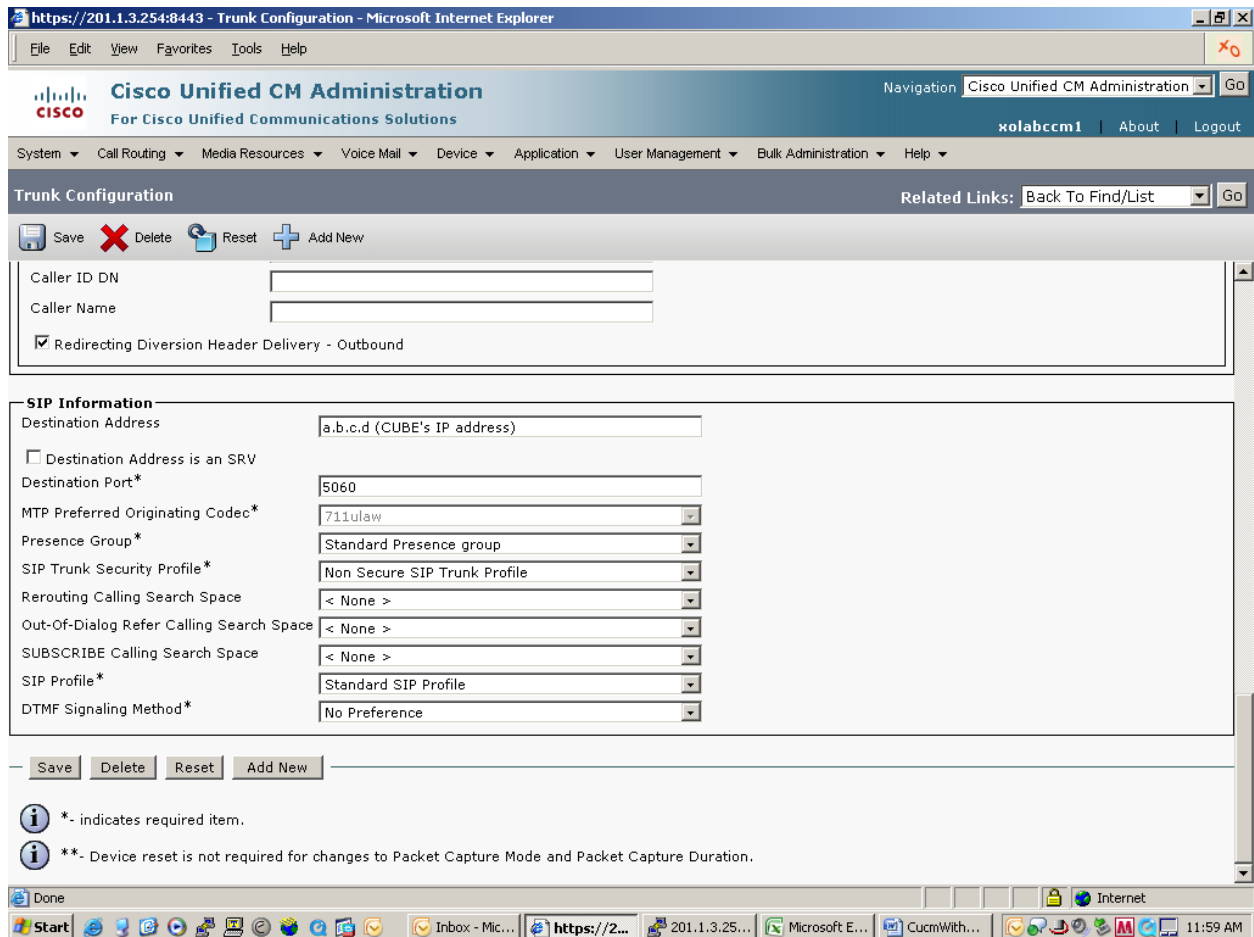 https://201.1.3.254:8443 - Trunk Configuration - Microsoft Internet Explorer
File Edit View Favorites Tools Help
CISCO
Cisco Unified CM Administration
For Cisco Unified Communications Solutions
Navigation Cisco Unified CM Administration Go
xolabccm1 | About | Logout
System Call Routing Media Resources Voice Mail Device Application User Management Bulk Administration Help
Trunk Configuration
Related Links: Back To Find/List Go
Save Delete Reset Add New
Caller ID DN
Caller Name
Redirecting Diversion Header Delivery - Outbound
SIP Information
Destination Address a.b.c.d (CUBE's IP address)
Destination Address is an SRV
Destination Port* 5060
MTP Preferred Originating Codec* 711ulaw
Presence Group* Standard Presence group
SIP Trunk Security Profile* Non Secure SIP Trunk Profile
Rerouting Calling Search Space < None >
Out-Of-Dialog Refer Calling Search Space < None >
SUBSCRIBE Calling Search Space < None >
SIP Profile* Standard SIP Profile
DTMF Signaling Method* No Preference
Save Delete Reset Add New
*- indicates required item.
**- Device reset is not required for changes to Packet Capture Mode and Packet Capture Duration.
Done Internet
Start Inbox - Mic... https://2... 201.1.3.25... Microsoft E... CucmWith... 11:59 AM